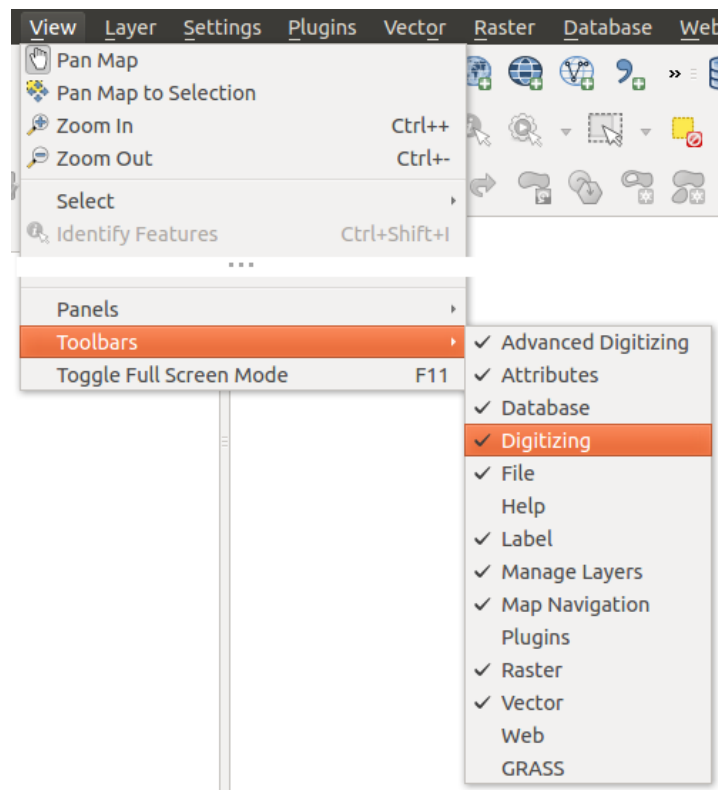 View Layer Settings Plugins Vector Raster Database
Pan Map
Pan Map to Selection
Zoom In Ctrl++
Zoom Out Ctrl+-
Select
Identify Features Ctrl+Shift+I
...
Panels
Toolbars
Toggle Full Screen Mode F11
Advanced Digitizing
Attributes
Database
Digitizing
File
Help
Label
Manage Layers
Map Navigation
Plugins
Raster
Vector
Web
GRASS